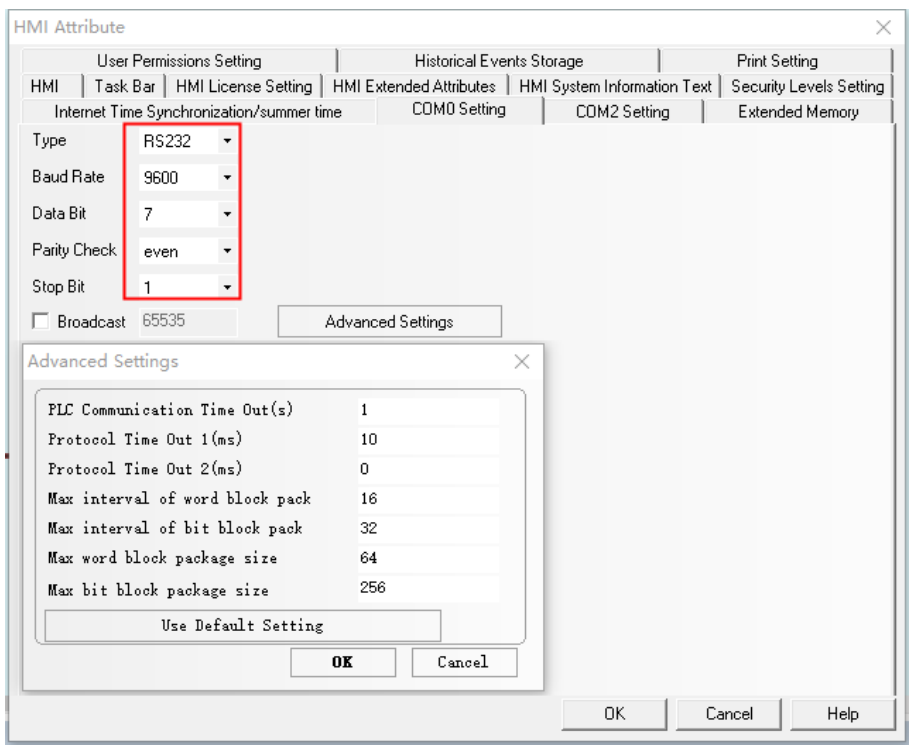 HMI Attribute
User Permissions Setting Historical Events Storage Print Setting
HMI Task Bar HMI License Setting HMI Extended Attributes HMI System Information Text Security Levels Setting
Internet Time Synchronization/summer time COM0 Setting COM2 Setting Extended Memory
Type RS232
Baud Rate 9600
Data Bit 7
Parity Check even
Stop Bit 1
Broadcast 65535 Advanced Settings
Advanced Settings
PLC Communication Time Out(s) 1
Protocol Time Out 1(ms) 10
Protocol Time Out 2(ms) 0
Max interval of word block pack 16
Max interval of bit block pack 32
Max word block package size 64
Max bit block package size 256
Use Default Setting
OK Cancel
OK Cancel Help